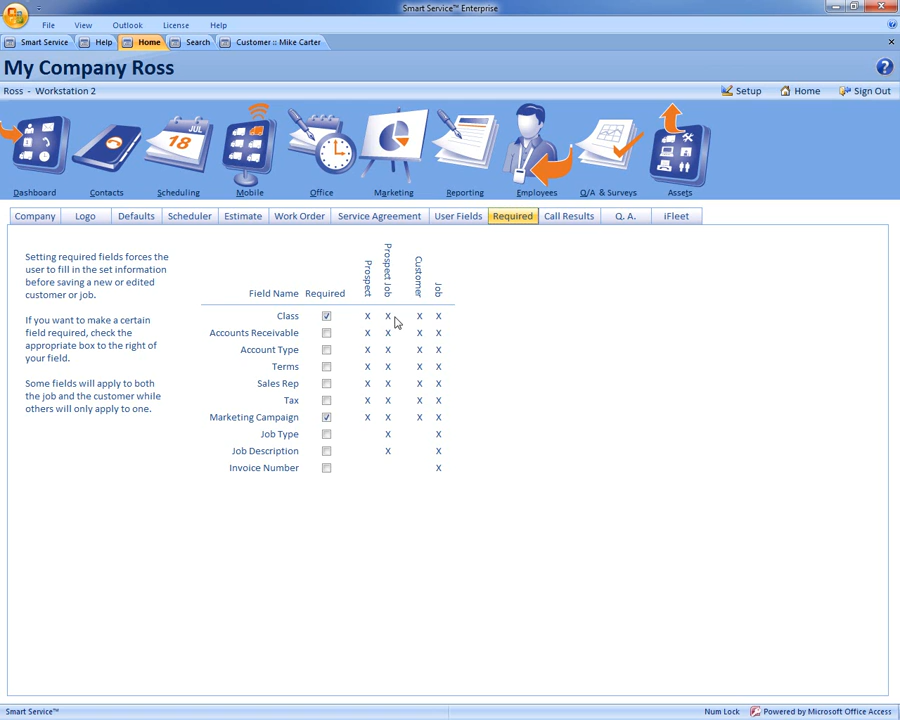 Smart Service™ Enterprise
File View Outlook License Help
Smart Service Help Home Search Customer :: Mike Carter
My Company Ross
Ross - Workstation 2 Setup Home Sign Out
JUL
18
Dashboard Contacts Scheduling Mobile Office Marketing Reporting Employees Q/A & Surveys Assets
Company Logo Defaults Scheduler Estimate Work Order Service Agreement User Fields Required Call Results Q. A. iFleet
Setting required fields forces the
user to fill in the set information
before saving a new or edited
customer or job.
If you want to make a certain
field required, check the
appropriate box to the right of
your field.
Some fields will apply to both
the job and the customer while
others will only apply to one.
Field Name Required Prospect Prospect Job Customer Job
Class X X X X
Accounts Receivable X X X X
Account Type X X X X
Terms X X X X
Sales Rep X X X X
Tax X X X X
Marketing Campaign X X X X
Job Type X X
Job Description X X
Invoice Number X
Smart Service™ Num Lock Powered by Microsoft Office Access